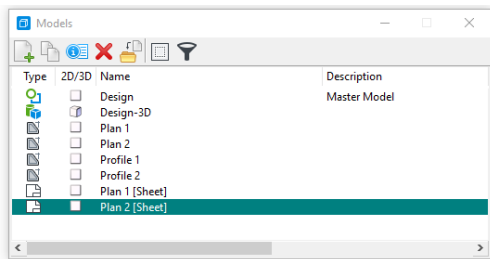 Models
Type 2D/3D Name Description
Design Master Model
Design-3D
Plan 1
Plan 2
Profile 1
Profile 2
Plan 1 [Sheet]
Plan 2 [Sheet]